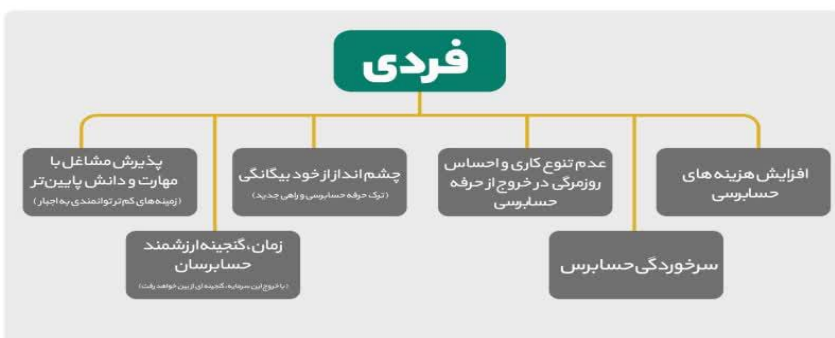 فردی
افزایش هزینه های
حسابرسی
عدم تنوع کاری و احساس
روزمرگی در خروج از حرفه
حسابرسی
چشم انداز از خود بیگانگی
(ترک حرفه حسابرسی و راهی جدید)
پذیرش مشاغل با
مهارت و دانش پایین‌تر
(زمینه‌های کم‌تر توانمندی به اجبار)
سرخوردگی حسابرس
زمان، گنجینه ارزشمند
حسابرسان
(با خروج این سرمایه، گنجینه ای از بین خواهد رفت)